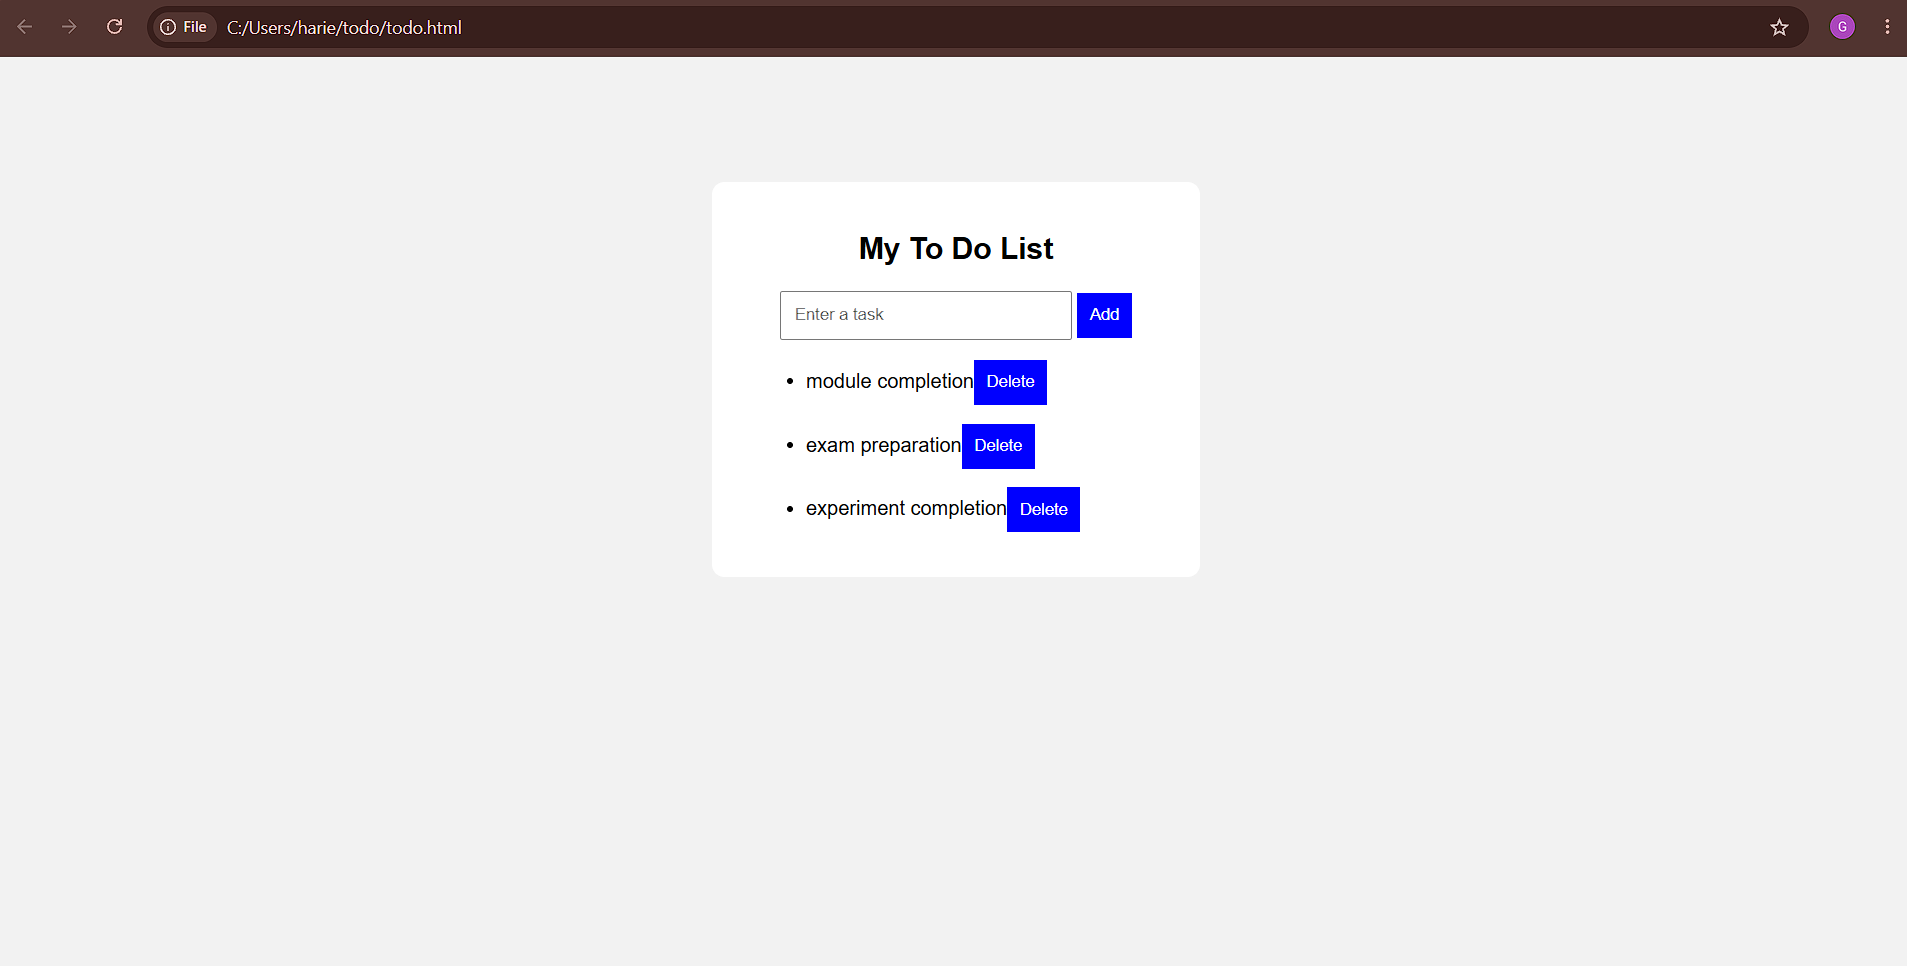 File C:/Users/harie/todo/todo.html G
My To Do List
Enter a task Add
module completion Delete
exam preparation Delete
experiment completion Delete